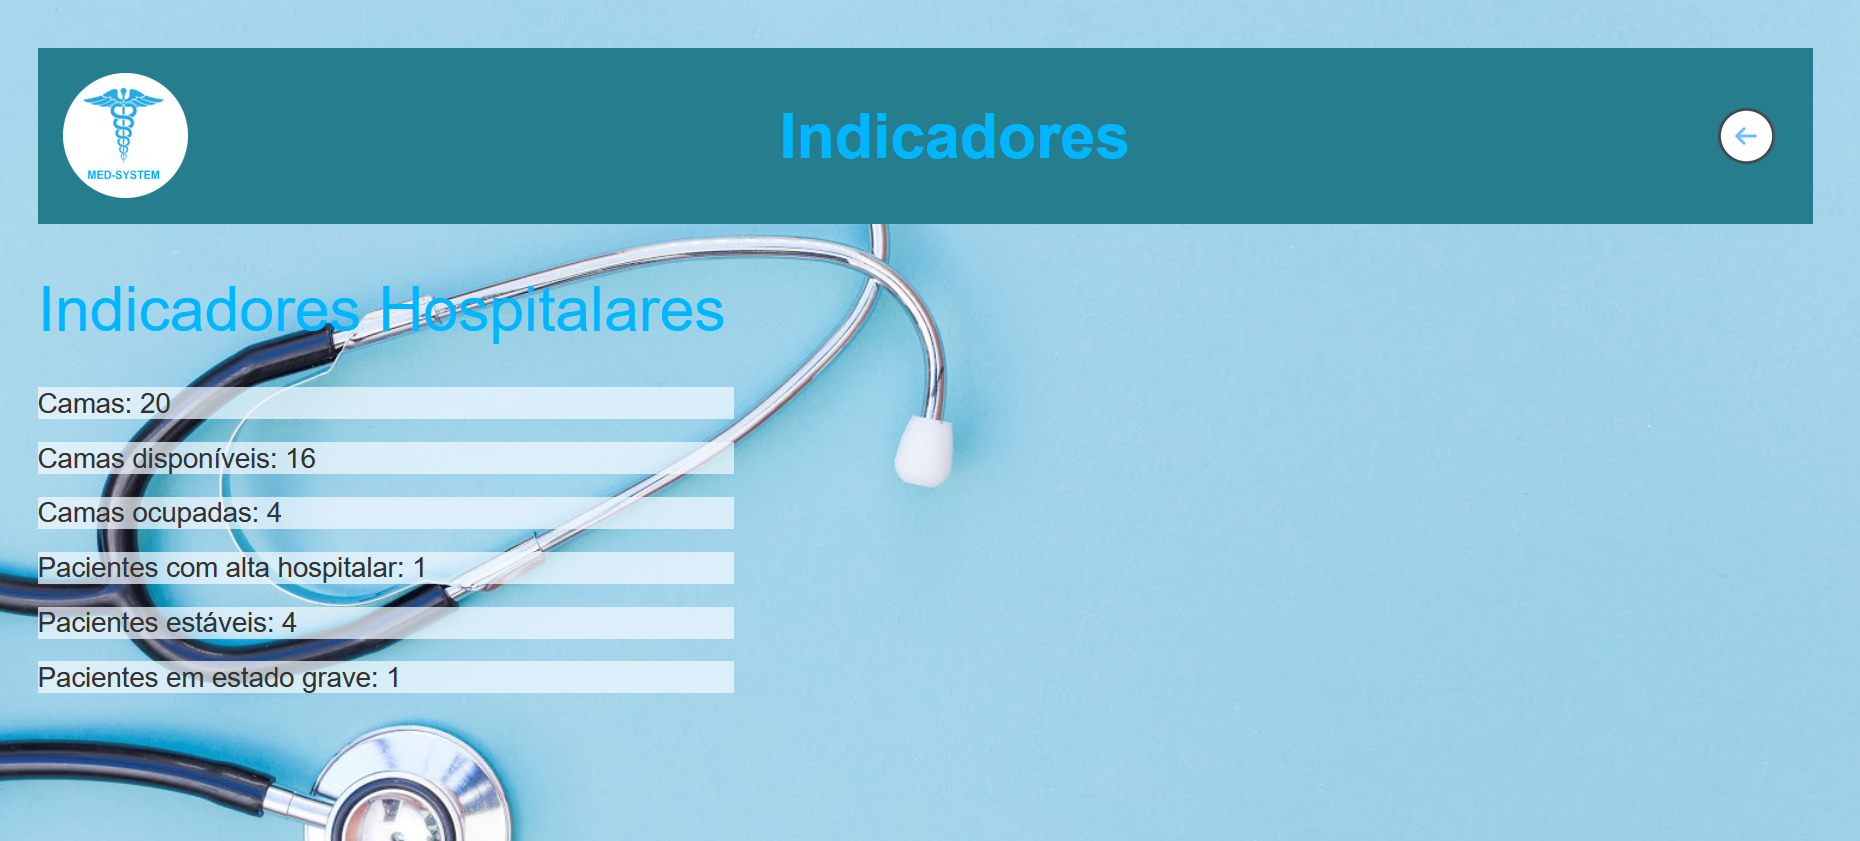 MED-SYSTEM
Indicadores
Indicadores Hospitalares
Camas: 20
Camas disponíveis: 16
Camas ocupadas: 4
Pacientes com alta hospitalar: 1
Pacientes estáveis: 4
Pacientes em estado grave: 1